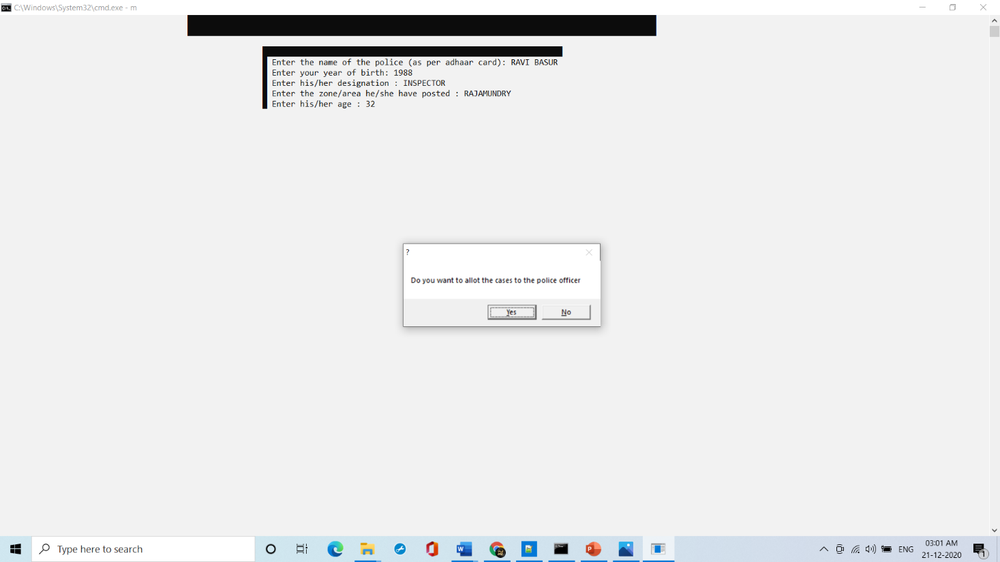 C:\Windows\System32\cmd.exe - m
Enter the name of the police (as per adhaar card): RAVI BASUR
Enter your year of birth: 1988
Enter his/her designation : INSPECTOR
Enter the zone/area he/she have posted : RAJAMUNDRY
Enter his/her age : 32
?
Do you want to allot the cases to the police officer
Yes No
Type here to search
ENG
03:01 AM
21-12-2020
1